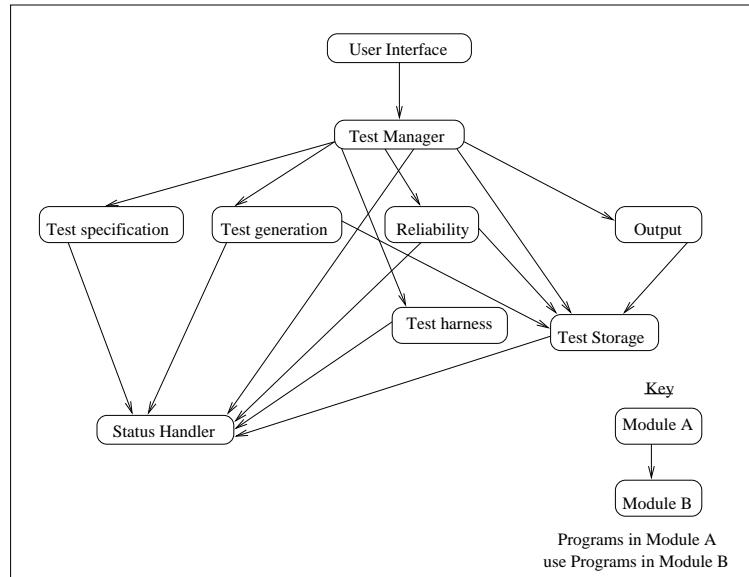 User Interface
Test Manager
Test specification
Test generation
Reliability
Output
Test harness
Test Storage
Status Handler
Key
Module A
Module B
Programs in Module A
use Programs in Module B